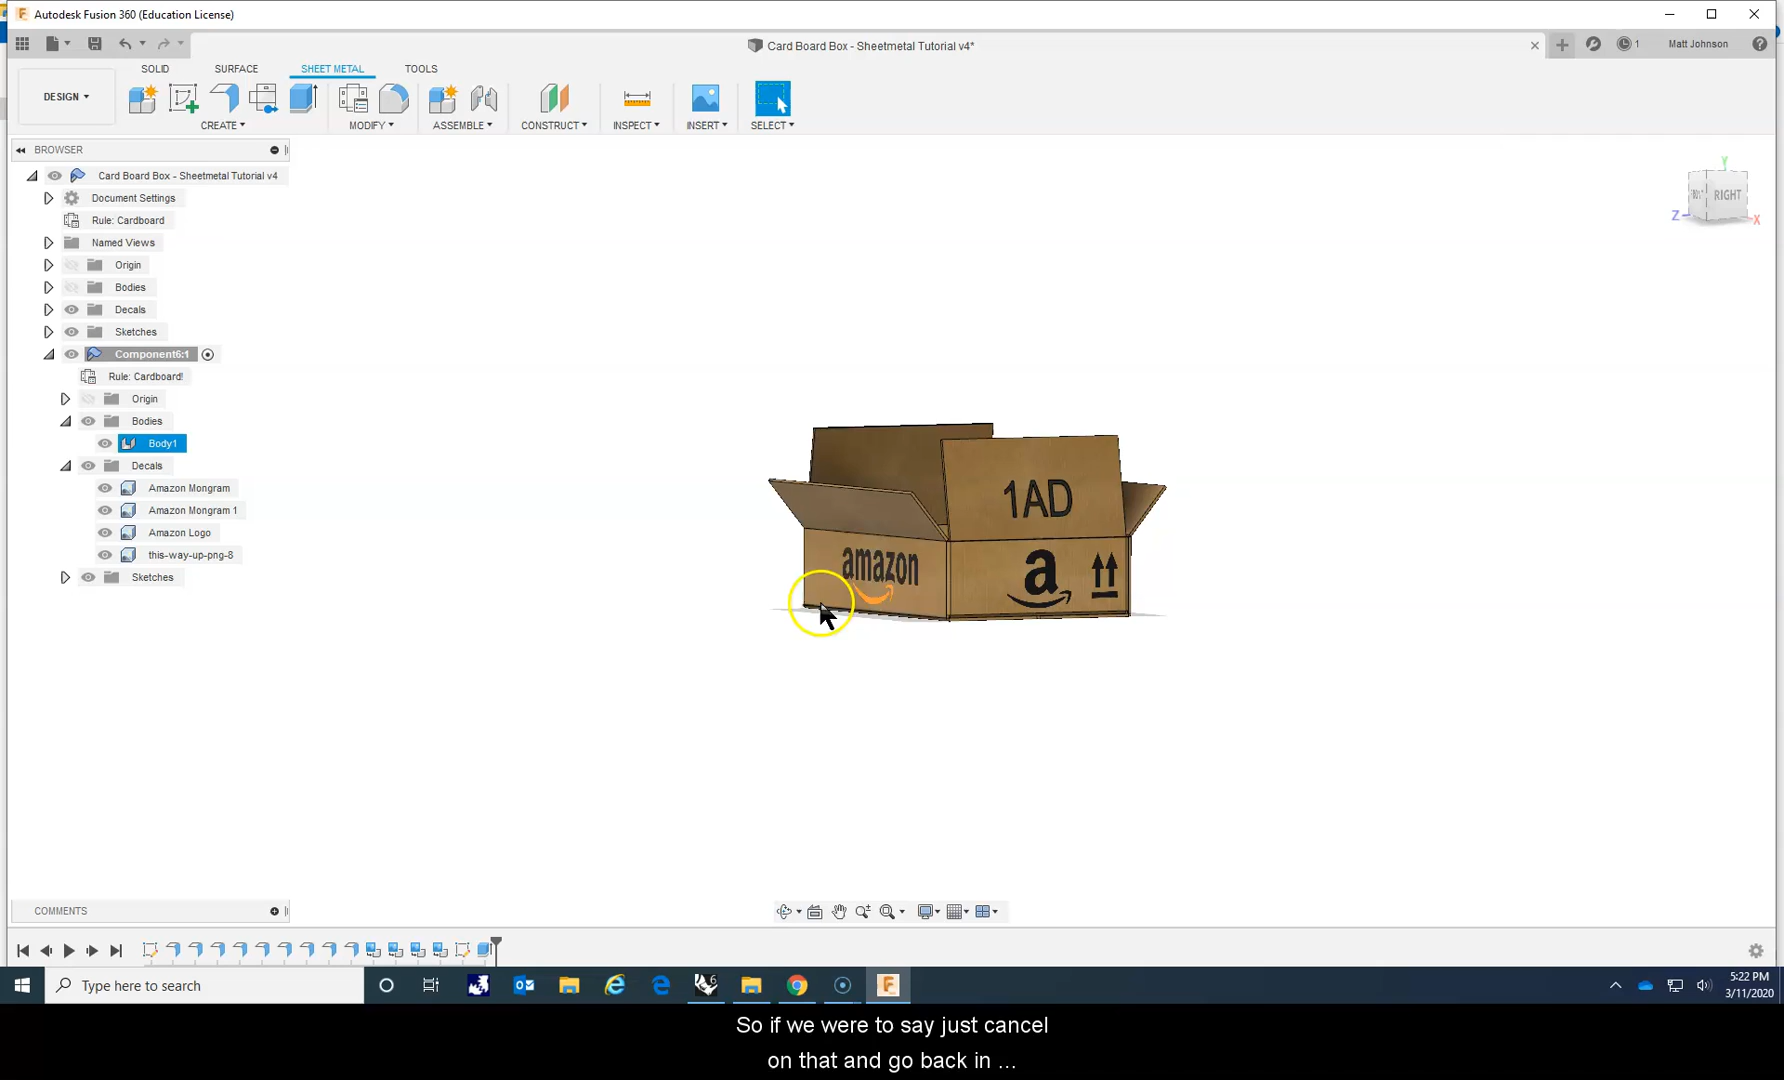 Autodesk Fusion 360 (Education License)
Card Board Box - Sheetmetal Tutorial v4*
1
Matt Johnson
SOLID
SURFACE
SHEET METAL
TOOLS
DESIGN
CREATE
MODIFY
ASSEMBLE
CONSTRUCT
INSPECT
INSERT
SELECT
BROWSER
Card Board Box - Sheetmetal Tutorial v4
Document Settings
Rule: Cardboard
Named Views
Origin
Bodies
Decals
Sketches
Component6:1
Rule: Cardboard!
Origin
Bodies
Body1
Decals
Amazon Mongram
Amazon Mongram 1
Amazon Logo
this-way-up-png-8
Sketches
Y
RIGHT
Z
X
1AD
amazon
a
COMMENTS
Type here to search
5:22 PM
3/11/2020
So if we were to say just cancel
on that and go back in ...